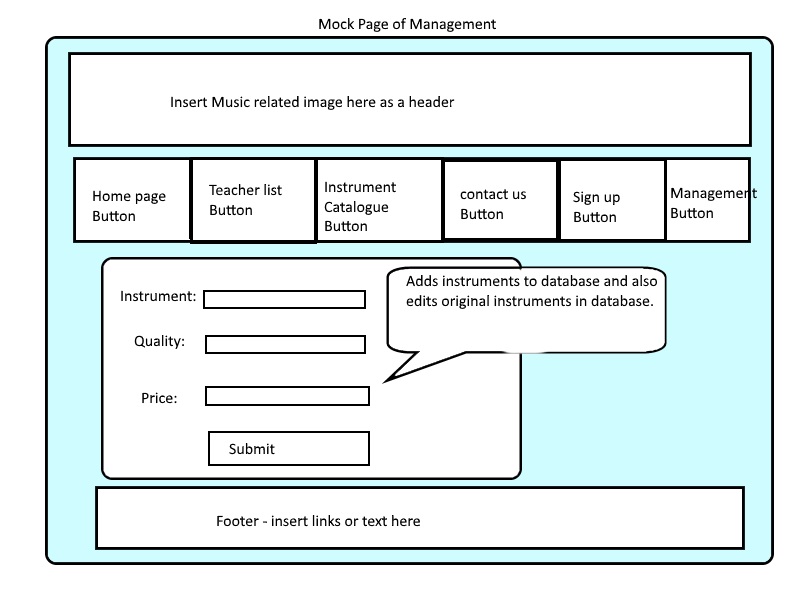 Mock Page of Management
Insert Music related image here as a header
Home page
Button
Teacher list
Button
Instrument
Catalogue
Button
contact us
Button
Sign up
Button
Management
Button
Instrument:
Quality:
Price:
Submit
Adds instruments to database and also
edits original instruments in database.
Footer - insert links or text here